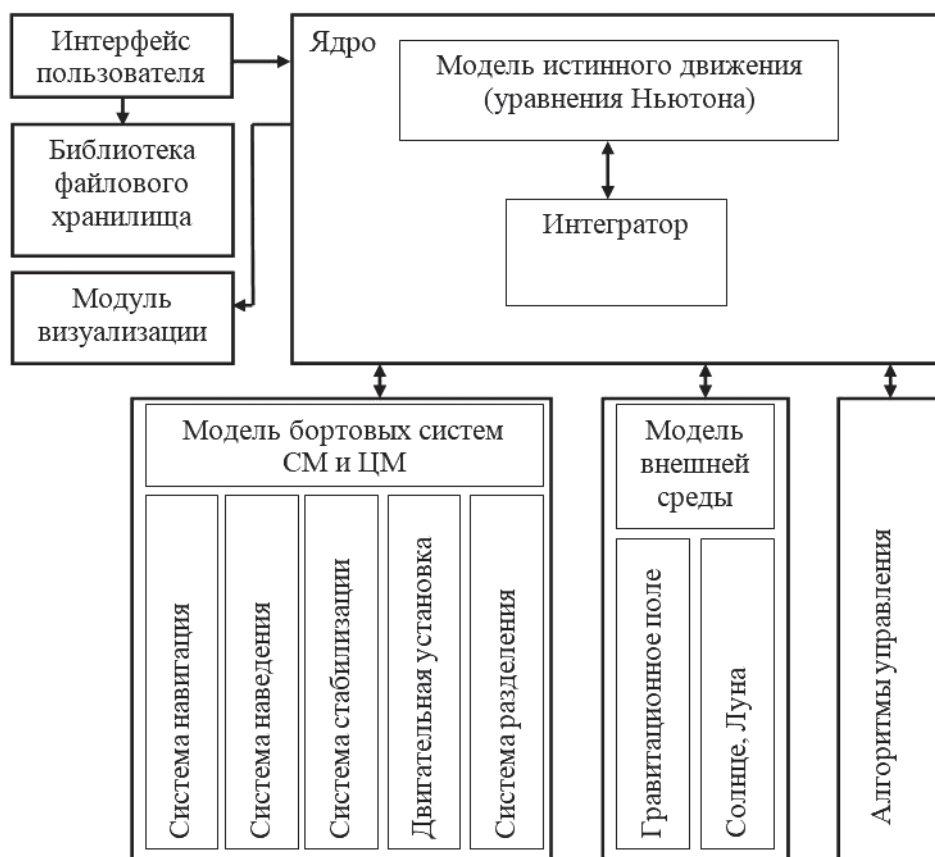 Интерфейс
пользователя
Библиотека
файлового
хранилища
Модуль
визуализации
Ядро
Модель истинного движения
(уравнения Ньютона)
Интегратор
Модель бортовых систем
СМ и ЦМ
Система навигация
Система наведения
Система стабилизации
Двигательная установка
Система разделения
Модель
внешней
среды
Гравитационное поле
Солнце, Луна
Алгоритмы управления